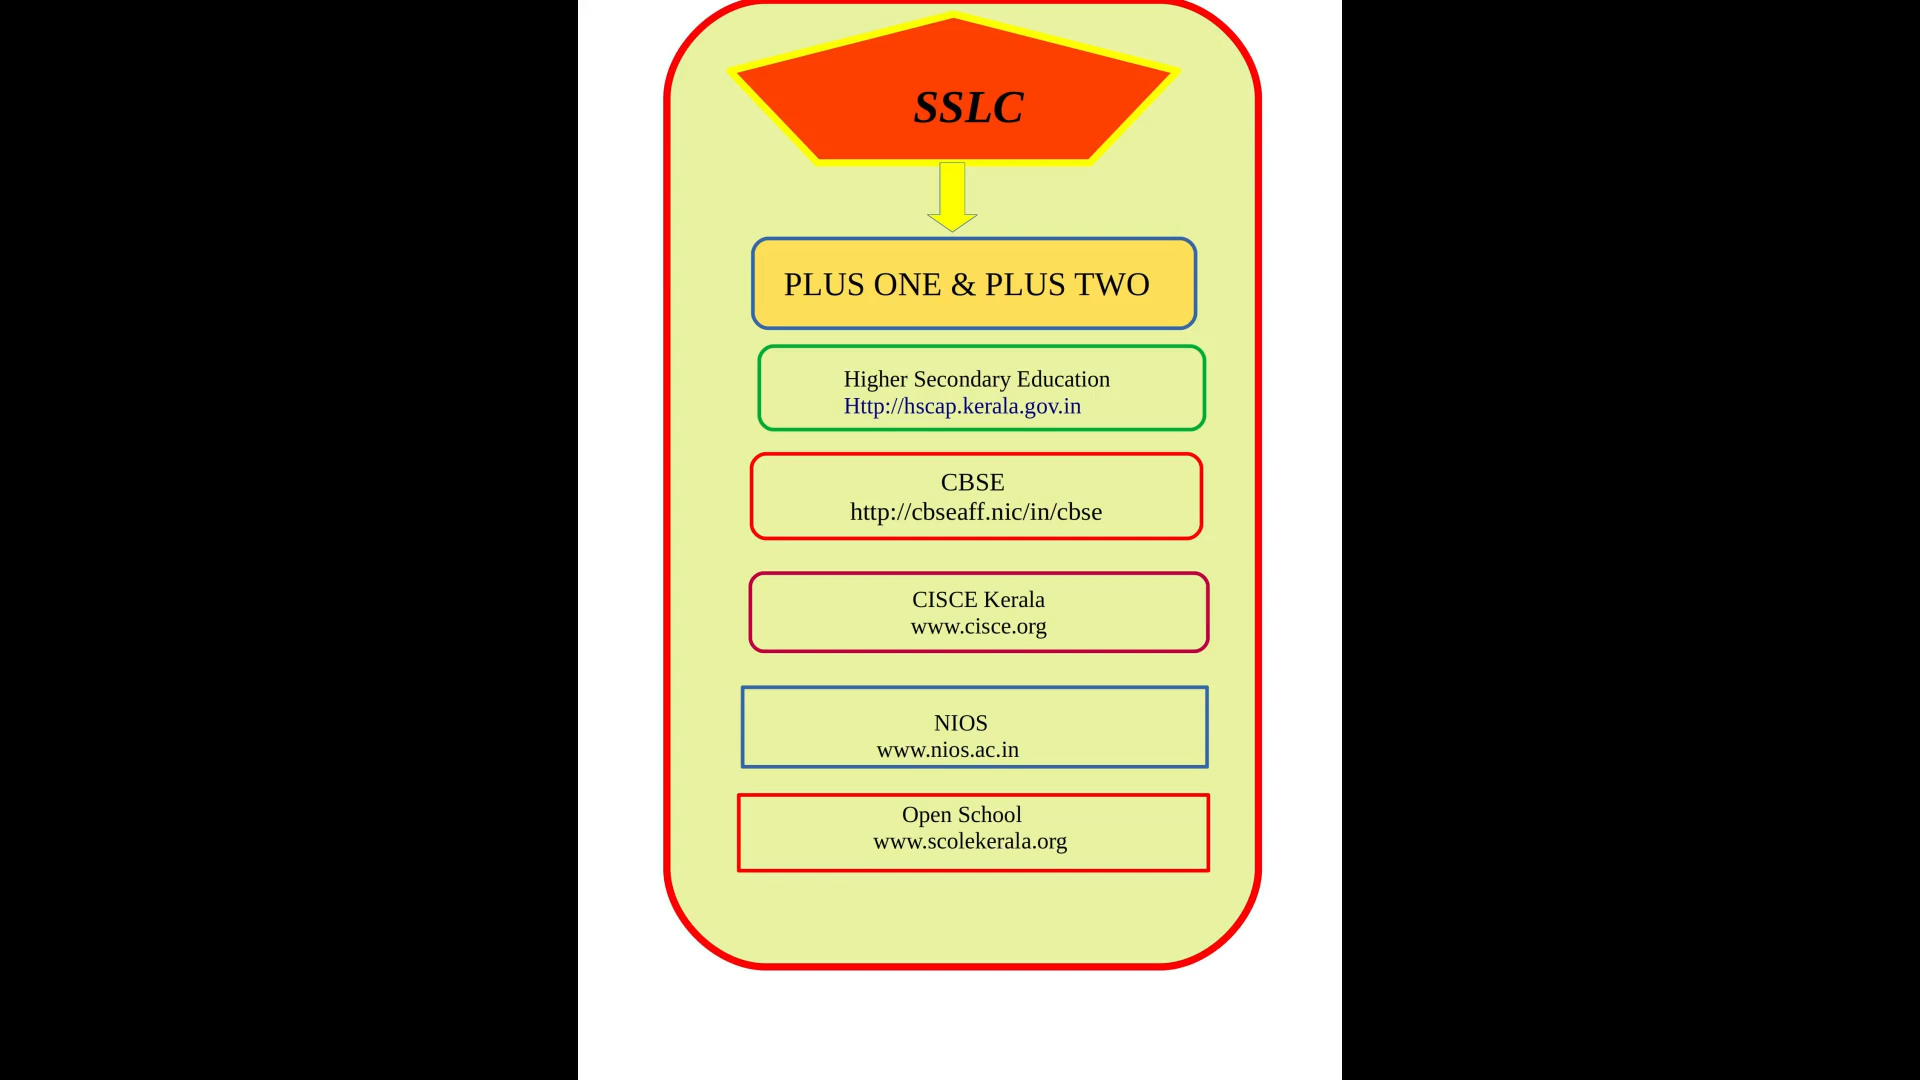 SSLC
PLUS ONE & PLUS TWO
Higher Secondary Education
Http://hscap.kerala.gov.in
CBSE
http://cbseaff.nic/in/cbse
CISCE Kerala
www.cisce.org
NIOS
www.nios.ac.in
Open School
www.scolekerala.org